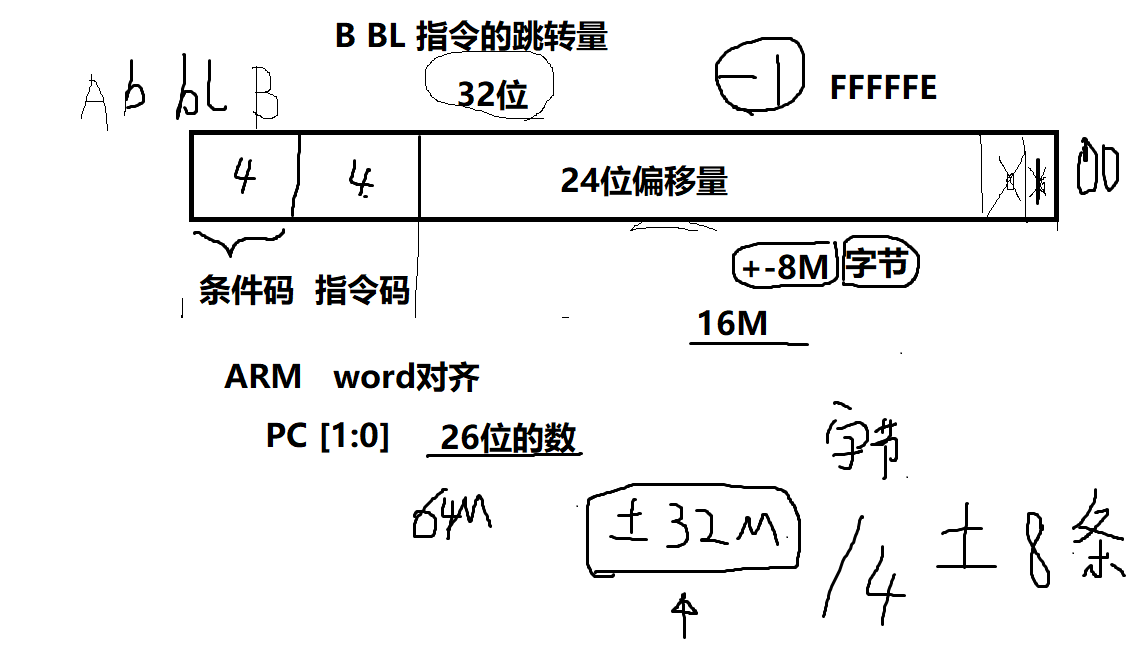 B BL 指令的跳转量
A b bL B
32位
-1 FFFFFE
4 4 24位偏移量 00
+-8M 字节
条件码 指令码
16M
ARM word对齐
PC [1:0] 26位的数
字节
64M ±32M /4 ±8条